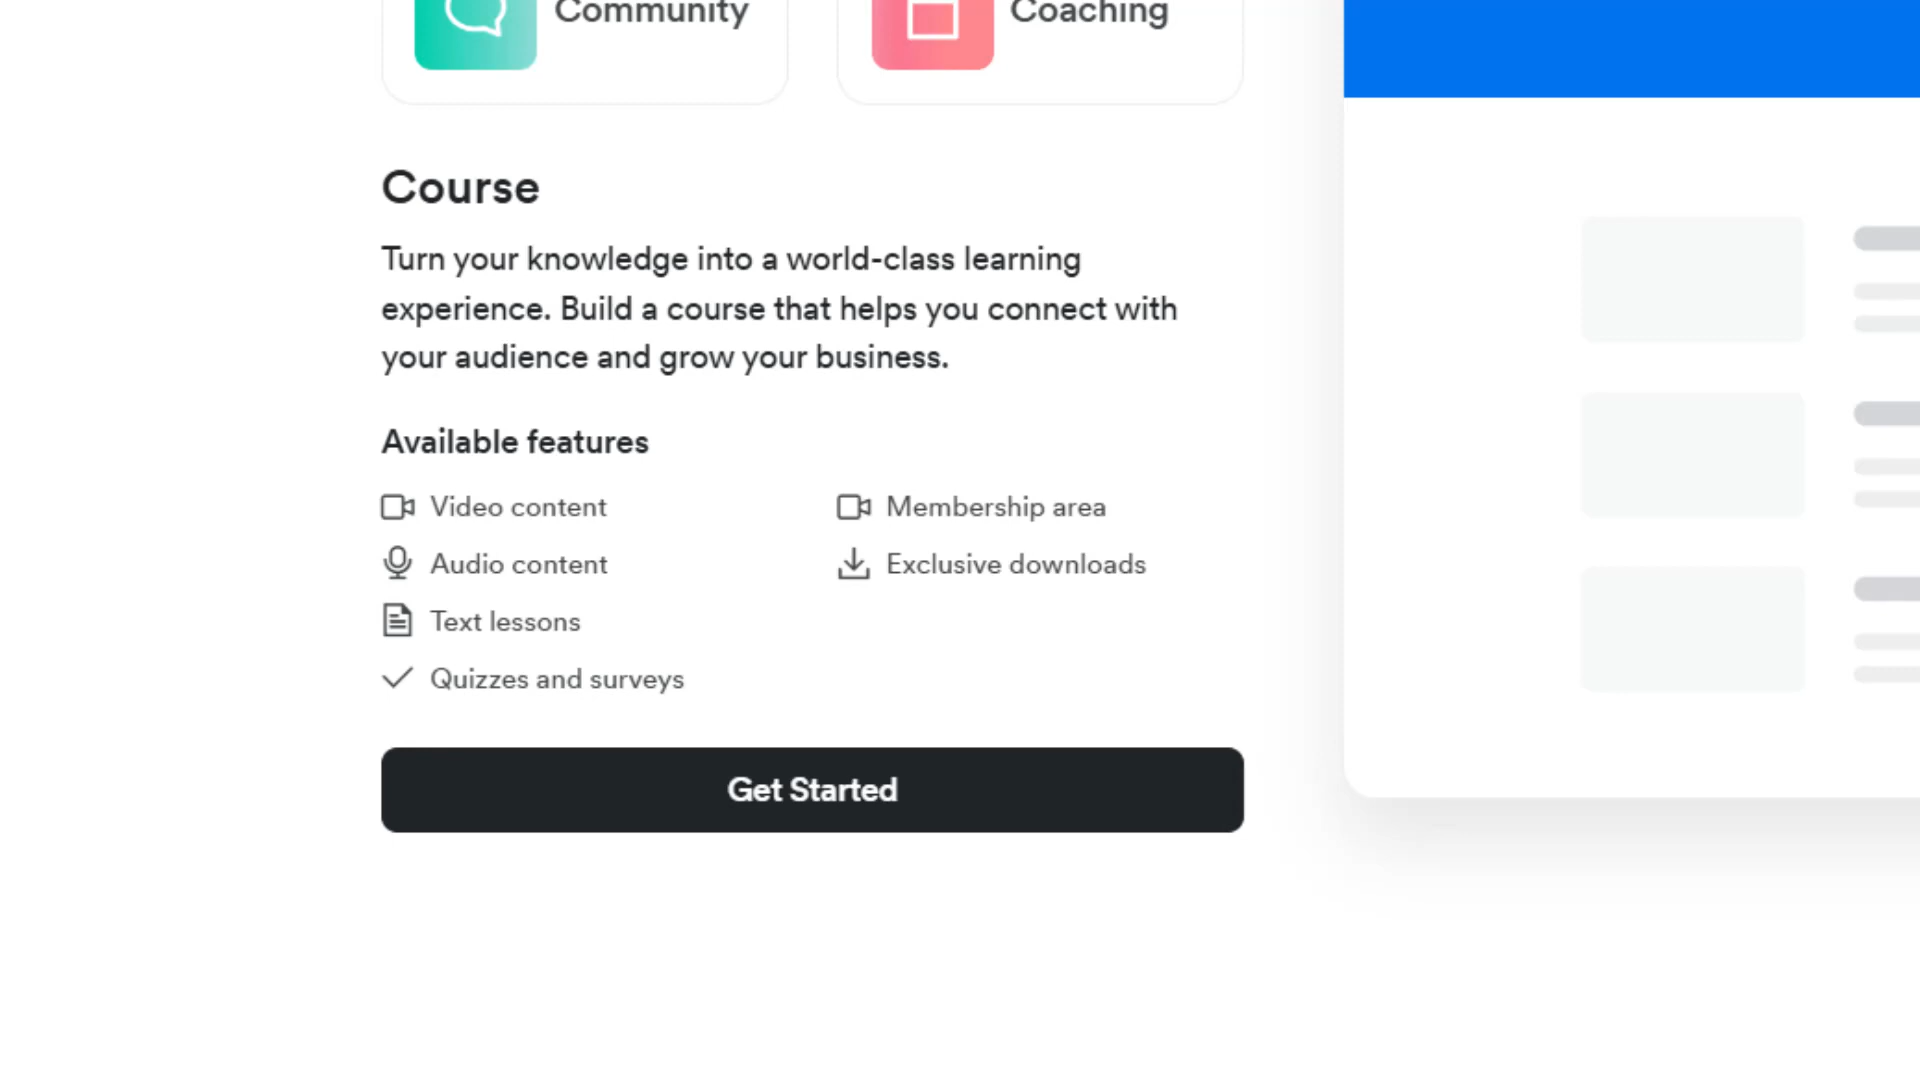 Community
Coaching
Course
Turn your knowledge into a world-class learning
experience. Build a course that helps you connect with
your audience and grow your business.
Available features
Video content
Membership area
Audio content
Exclusive downloads
Text lessons
Quizzes and surveys
Get Started